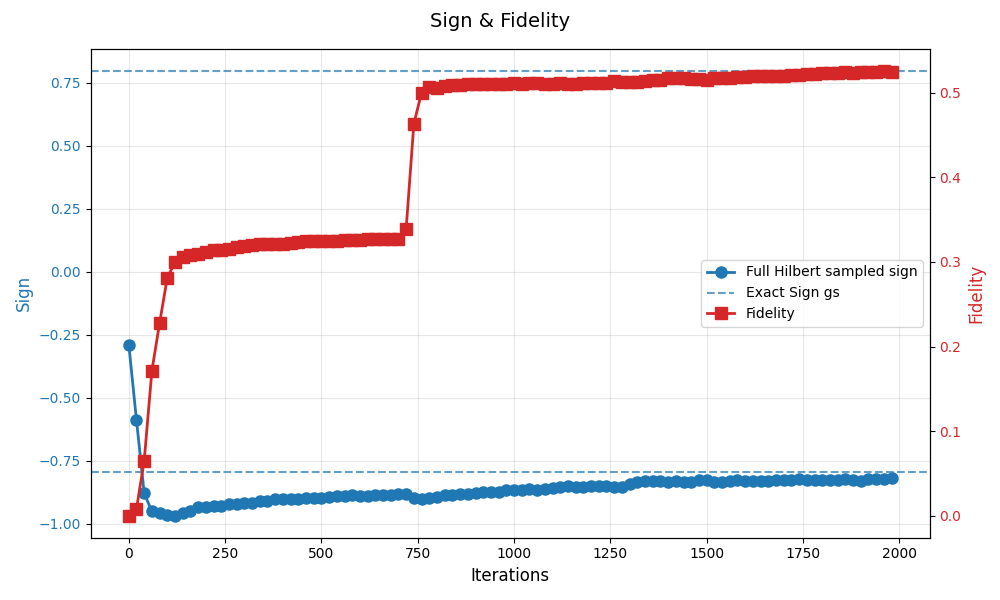 Sign & Fidelity
0.75
0.50
0.25
0.00
−0.25
−0.50
−0.75
−1.00
Sign
0.5
0.4
0.3
0.2
0.1
0.0
Fidelity
Full Hilbert sampled sign
Exact Sign gs
Fidelity
0 250 500 750 1000 1250 1500 1750 2000
Iterations